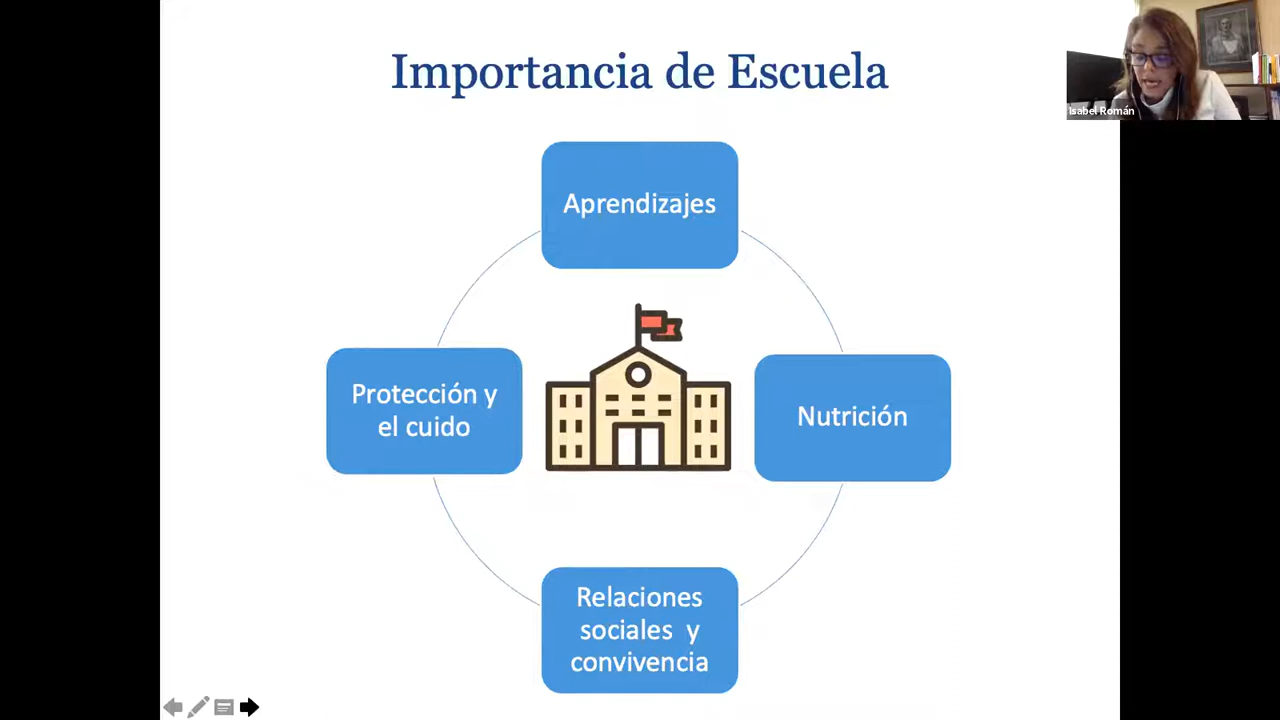 Importancia de Escuela
Isabel Román
Aprendizajes
Protección y
el cuido
Nutrición
Relaciones
sociales y
convivencia